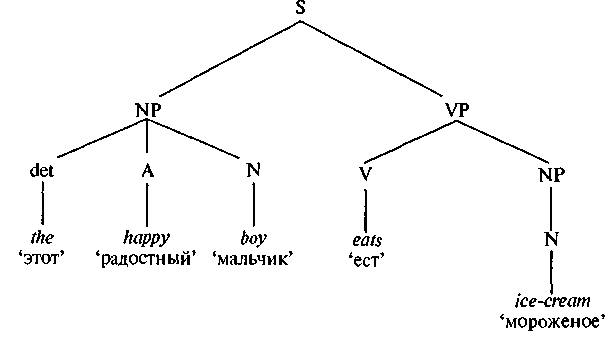 S
NP VP
det A N V NP
the happy boy eats N
‘этот’ ‘радостный’ ‘мальчик’ ‘ест’
ice-cream
‘мороженое’